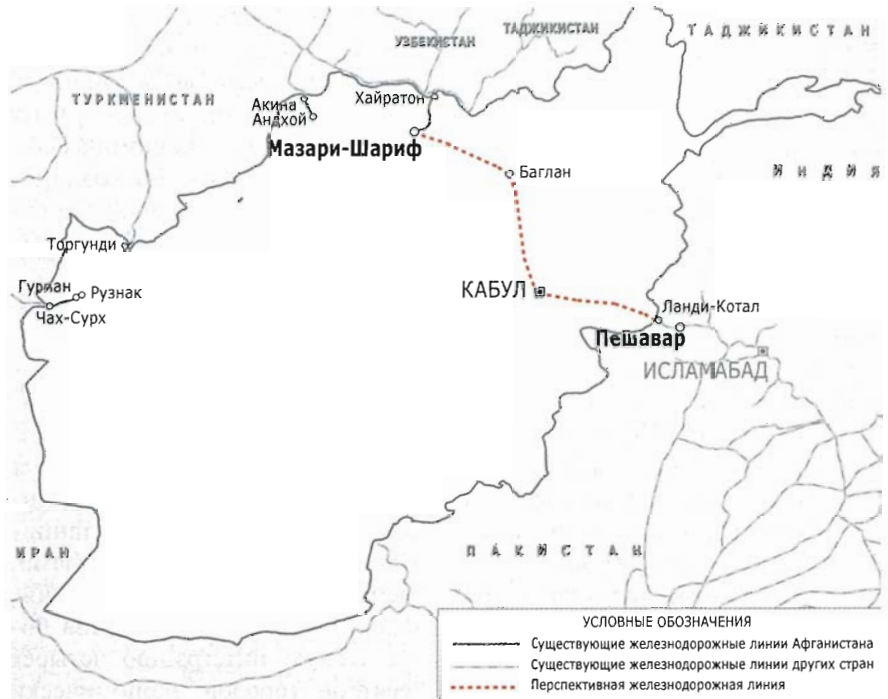 УЗБЕКИСТАН
ТАДЖИКИСТАН
ТАДЖИКИСТАН
ТУРКМЕНИСТАН
Акина
Андхой
Хайратон
Мазари-Шариф
Баглан
ИНДИЯ
Торгунди
Гуриан
Рузнак
Чах-Сурх
КАБУЛ
Ланди-Котал
Пешавар
ИСЛАМАБАД
ИРАН
ПАКИСТАН
УСЛОВНЫЕ ОБОЗНАЧЕНИЯ
Существующие железнодорожные линии Афганистана
Существующие железнодорожные линии других стран
Перспективная железнодорожная линия